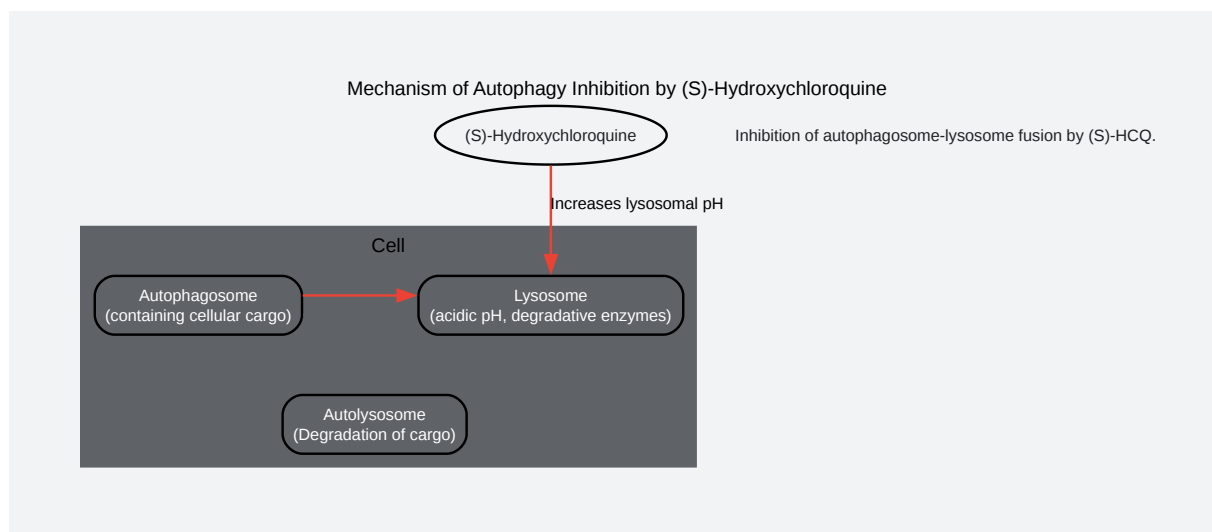 Mechanism of Autophagy Inhibition by (S)-Hydroxychloroquine
(S)-Hydroxychloroquine
Inhibition of autophagosome-lysosome fusion by (S)-HCQ.
Increases lysosomal pH
Cell
Autophagosome
(containing cellular cargo)
Lysosome
(acidic pH, degradative enzymes)
Autolysosome
(Degradation of cargo)